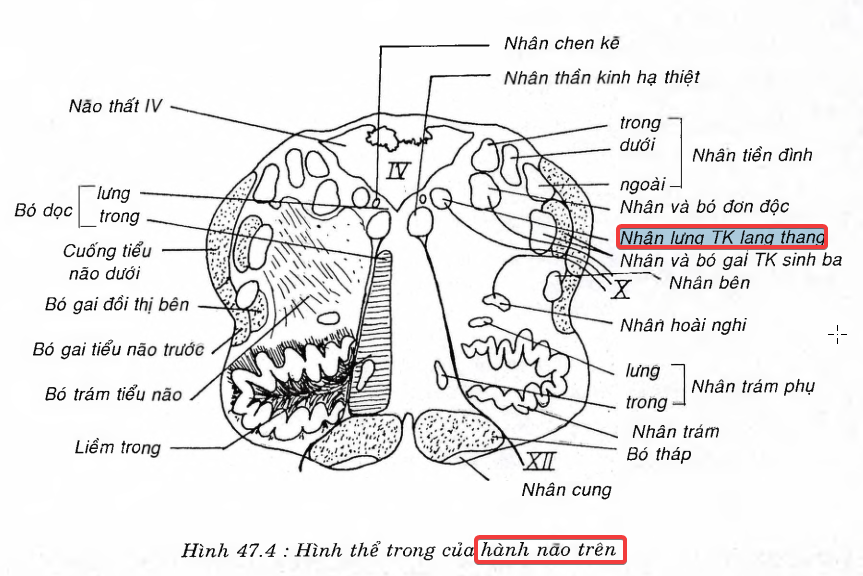 Nhân chen kẽ
Nhân thần kinh hạ thiệt
Não thất IV
trong
dưới
Nhân tiền đình
IV
ngoài
lưng
Bó dọc
trong
Nhân và bó đơn độc
Nhân lưng TK lang thang
Cuống tiểu
não dưới
Nhân và bó gai TK sinh ba
Nhân bên
X
Bó gai đồi thị bên
Nhân hoài nghi
Bó gai tiểu não trước
lưng
Nhân trám phụ
Bó trám tiểu não
trong
Nhân trám
Liềm trong
Bó tháp
XII
Nhân cung
Hình 47.4 : Hình thể trong của hành não trên